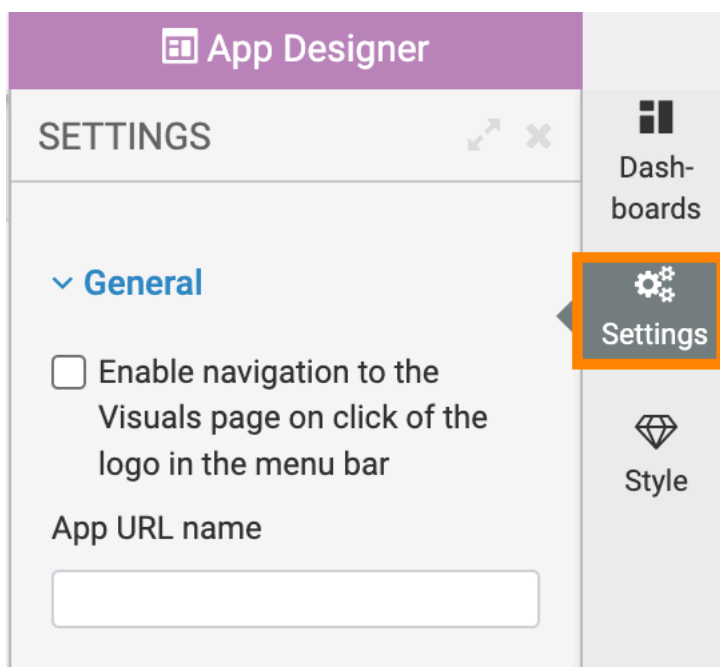 App Designer
SETTINGS
General
Enable navigation to the
Visuals page on click of the
logo in the menu bar
App URL name
Dash-
boards
Settings
Style